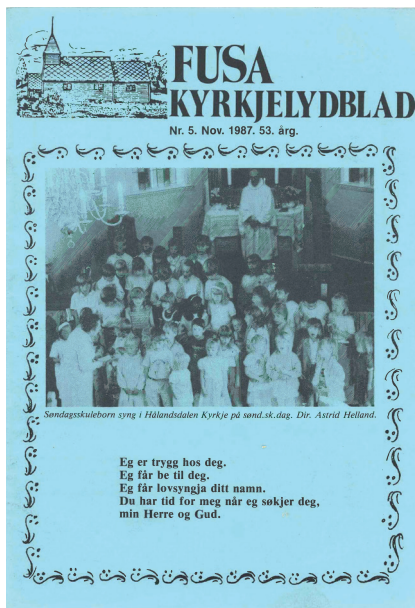 FUSA
KYRKJELYDBLAD
Nr. 5. Nov. 1987. 53. årg.
Søndagsskuleborn syng i Hålandsdalen Kyrkje på sønd.sk.dag. Dir. Astrid Helland.
Eg er trygg hos deg.
Eg får be til deg.
Eg får lovsyngja ditt namn.
Du har tid for meg når eg søkjer deg,
min Herre og Gud.